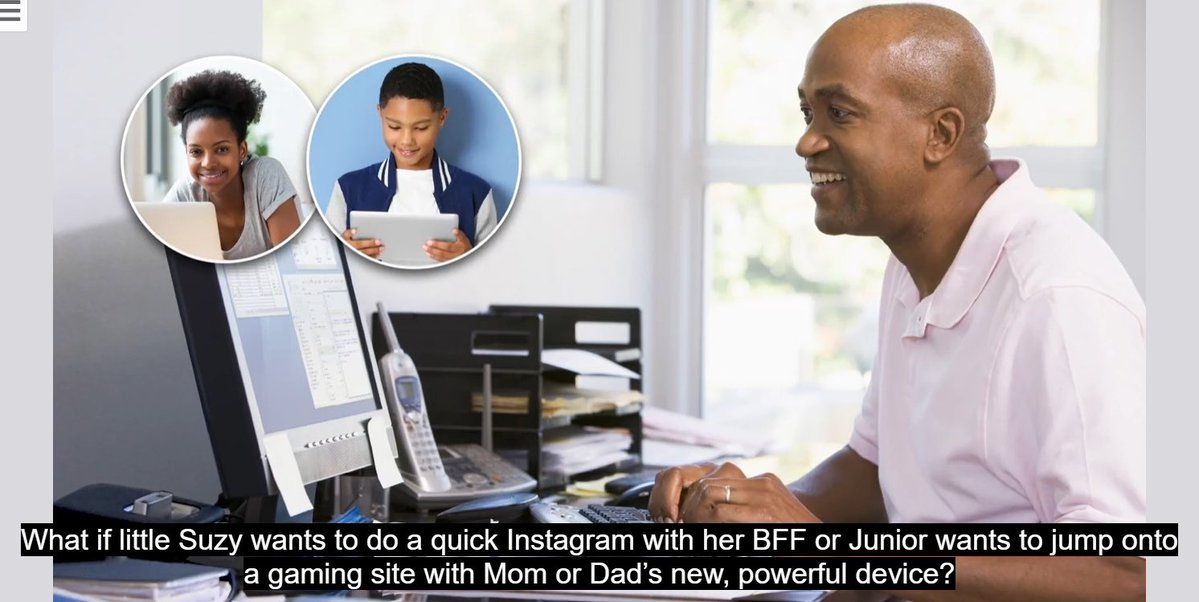 What if little Suzy wants to do a quick Instagram with her BFF or Junior wants to jump onto
a gaming site with Mom or Dad’s new, powerful device?